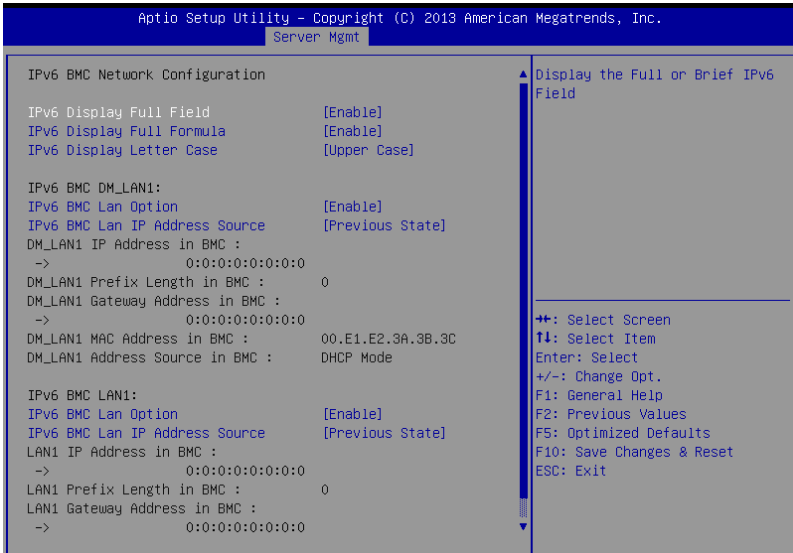 Aptio Setup Utility – Copyright (C) 2013 American Megatrends, Inc.
Server Mgmt
IPv6 BMC Network Configuration
IPv6 Display Full Field [Enable]
IPv6 Display Full Formula [Enable]
IPv6 Display Letter Case [Upper Case]
IPv6 BMC DM_LAN1:
IPv6 BMC Lan Option [Enable]
IPv6 BMC Lan IP Address Source [Previous State]
DM_LAN1 IP Address in BMC :
-> 0:0:0:0:0:0:0:0
DM_LAN1 Prefix Length in BMC : 0
DM_LAN1 Gateway Address in BMC :
-> 0:0:0:0:0:0:0:0
DM_LAN1 MAC Address in BMC : 00.E1.E2.3A.3B.3C
DM_LAN1 Address Source in BMC : DHCP Mode
IPv6 BMC LAN1:
IPv6 BMC Lan Option [Enable]
IPv6 BMC Lan IP Address Source [Previous State]
LAN1 IP Address in BMC :
-> 0:0:0:0:0:0:0:0
LAN1 Prefix Length in BMC : 0
LAN1 Gateway Address in BMC :
-> 0:0:0:0:0:0:0:0
Display the Full or Brief IPv6
Field
→←: Select Screen
↑↓: Select Item
Enter: Select
+/-: Change Opt.
F1: General Help
F2: Previous Values
F5: Optimized Defaults
F10: Save Changes & Reset
ESC: Exit